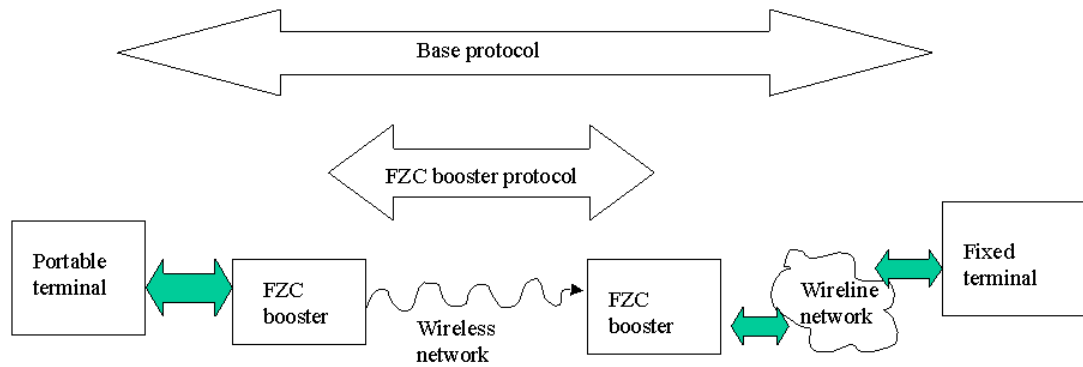 Base protocol
FZC booster protocol
Portable
terminal
FZC
booster
Wireless
network
FZC
booster
Wireline
network
Fixed
terminal